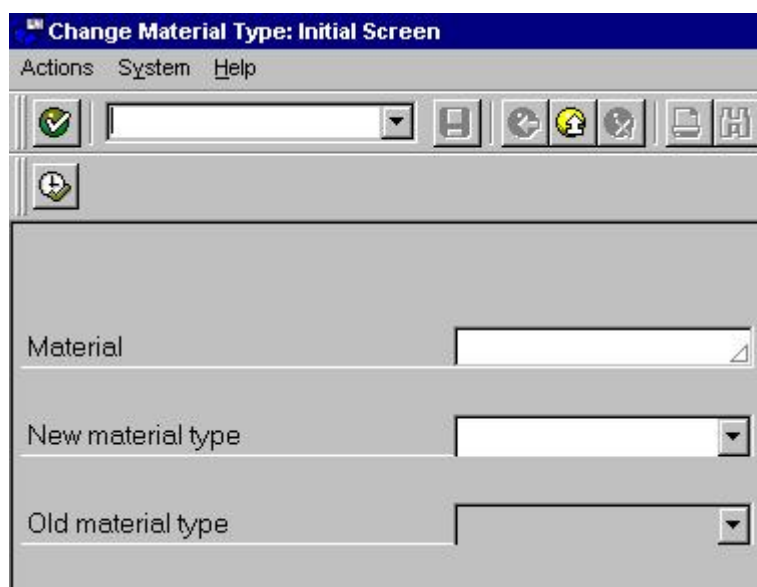 Change Material Type: Initial Screen
Actions System Help
Material
New material type
Old material type